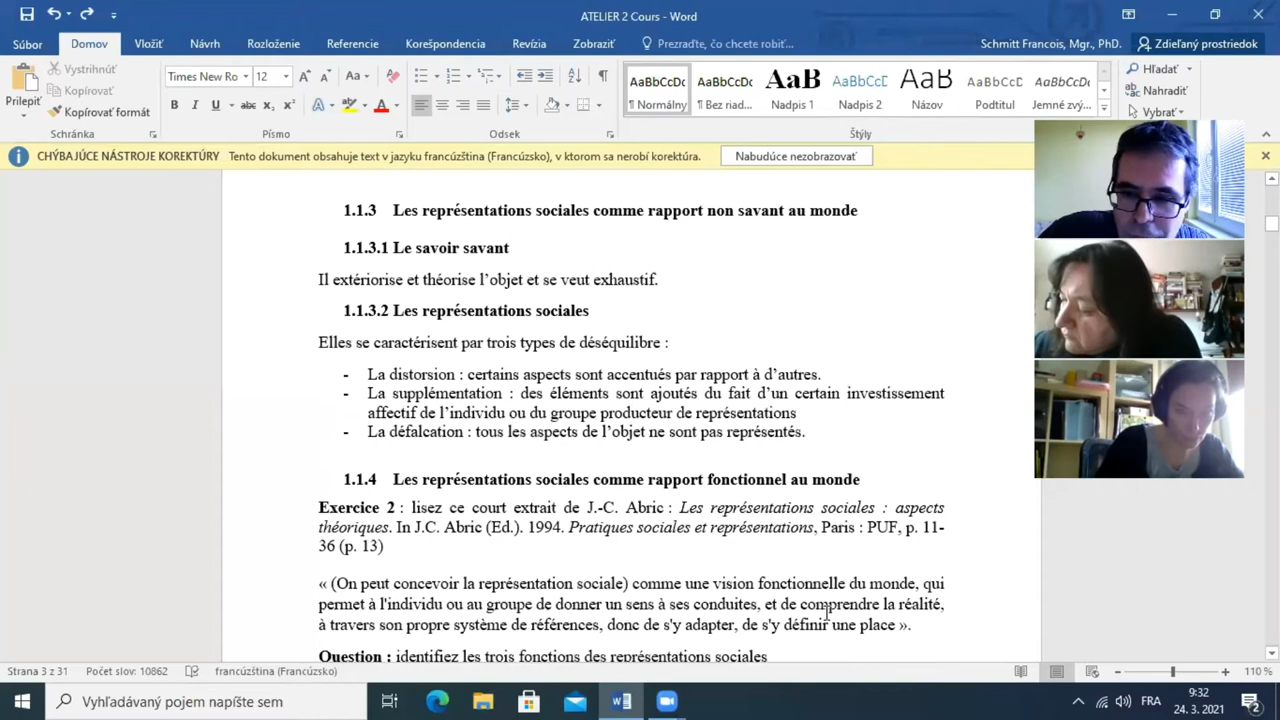 ATELIER 2 Cours - Word
Súbor Domov Vložiť Návrh Rozloženie Referencie Korešpondencia Revízia Zobraziť Prezraďte, čo chcete robiť... Schmitt Francois, Mgr., PhD. Zdieľaný prostriedok
Prilepiť
Vystrihnúť
Kopírovať
Kopírovať formát
Schránka
Times New Ro 12
Písmo
Odsek
AaBbCcDc AaBbCcDc AaB AaBbCcD AaB AaBbCcD AaBbCcDc
¶ Normálny ¶ Bez riad... Nadpis 1 Nadpis 2 Názov Podtitul Jemné zvý...
Štýly
Hľadať
Nahradiť
Vybrať
CHÝBAJÚCE NÁSTROJE KOREKTÚRY Tento dokument obsahuje text v jazyku francúzština (Francúzsko), v ktorom sa nerobí korektúra. Nabudúce nezobrazovať
1.1.3 Les représentations sociales comme rapport non savant au monde
1.1.3.1 Le savoir savant
Il extériorise et théorise l’objet et se veut exhaustif.
1.1.3.2 Les représentations sociales
Elles se caractérisent par trois types de déséquilibre :
- La distorsion : certains aspects sont accentués par rapport à d’autres.
- La supplémentation : des éléments sont ajoutés du fait d’un certain investissement
affectif de l’individu ou du groupe producteur de représentations
- La défalcation : tous les aspects de l’objet ne sont pas représentés.
1.1.4 Les représentations sociales comme rapport fonctionnel au monde
Exercice 2 : lisez ce court extrait de J.-C. Abric : Les représentations sociales : aspects
théoriques. In J.C. Abric (Ed.). 1994. Pratiques sociales et représentations, Paris : PUF, p. 11-
36 (p. 13)
« (On peut concevoir la représentation sociale) comme une vision fonctionnelle du monde, qui
permet à l'individu ou au groupe de donner un sens à ses conduites, et de comprendre la réalité,
à travers son propre système de références, donc de s'y adapter, de s'y définir une place ».
Question : identifiez les trois fonctions des représentations sociales
Strana 3 z 31 Počet slov: 10862 francúzština (Francúzsko) 110 %
Vyhľadávaný pojem napíšte sem
FRA
9:32
24. 3. 2021
2